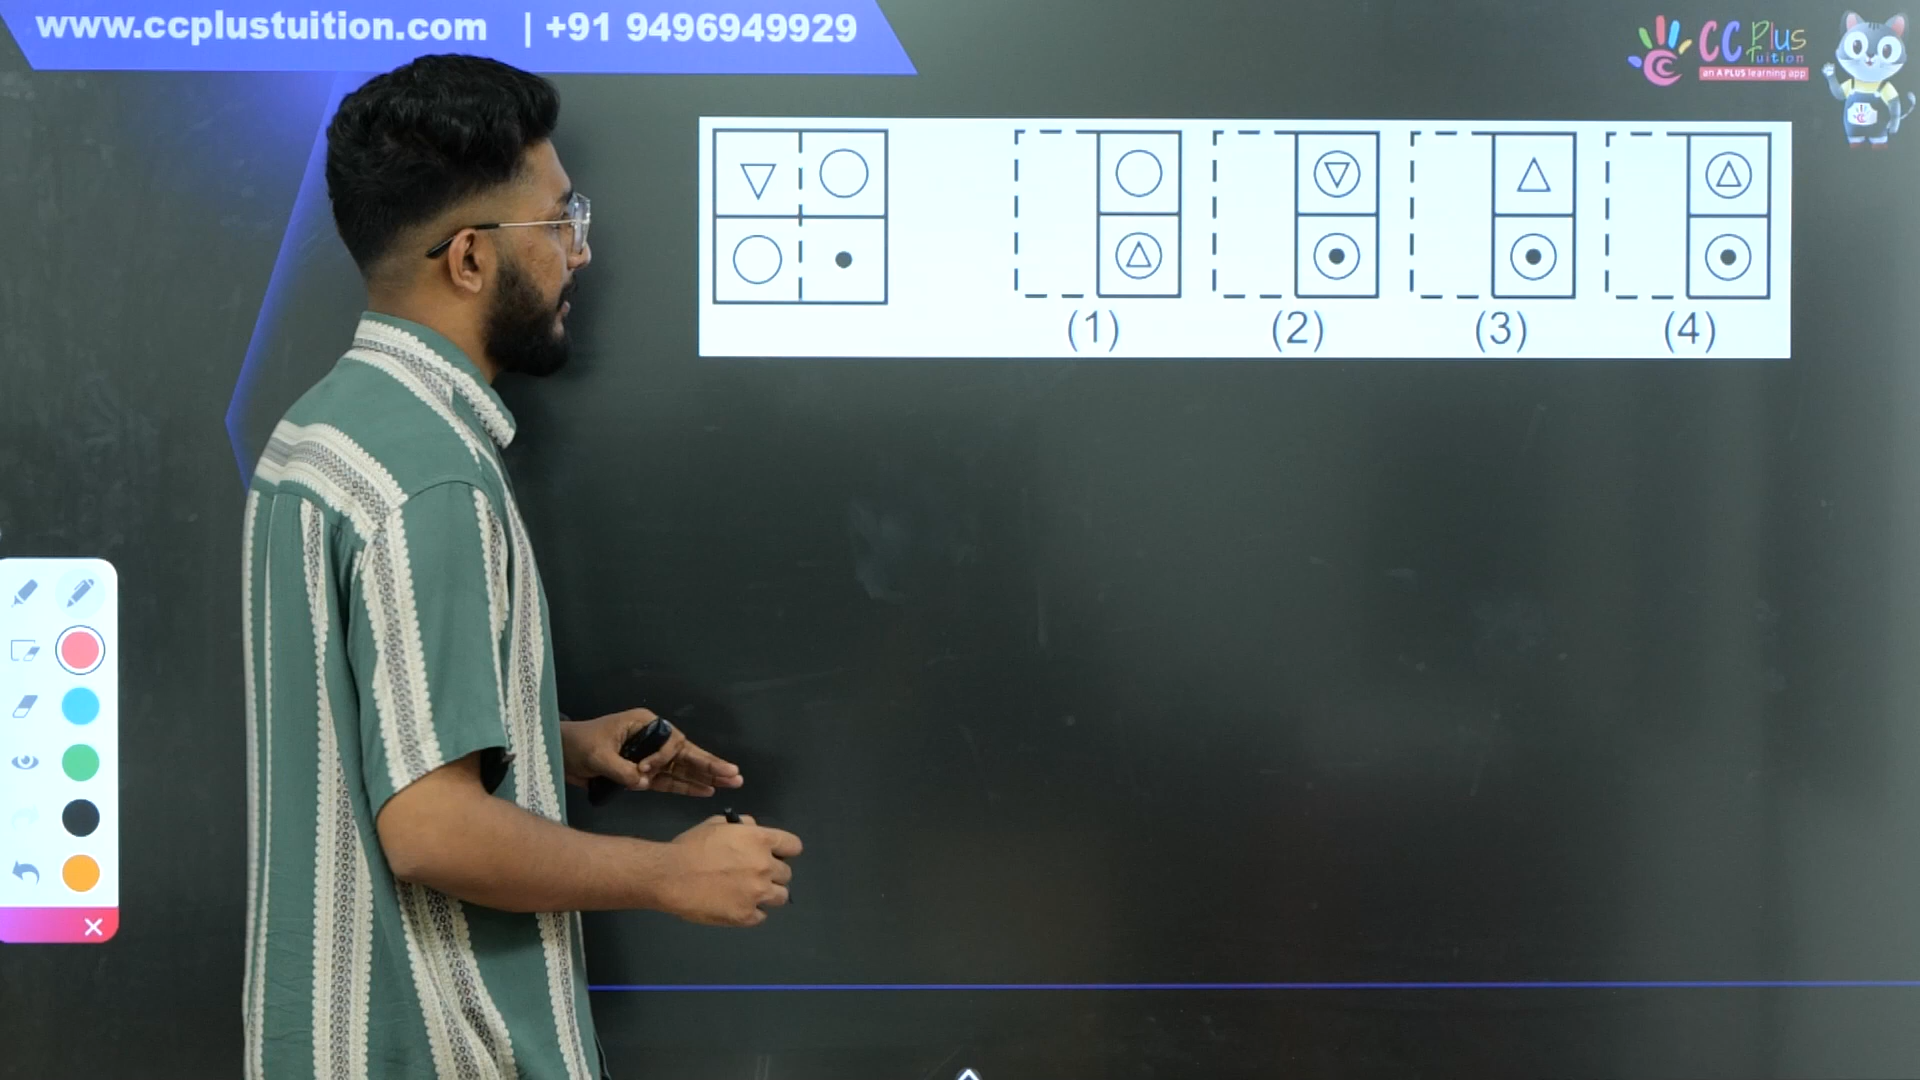 www.ccplustuition.com | +91 9496949929
CC Plus
Tuition
an A PLUS learning app
(1) (2) (3) (4)